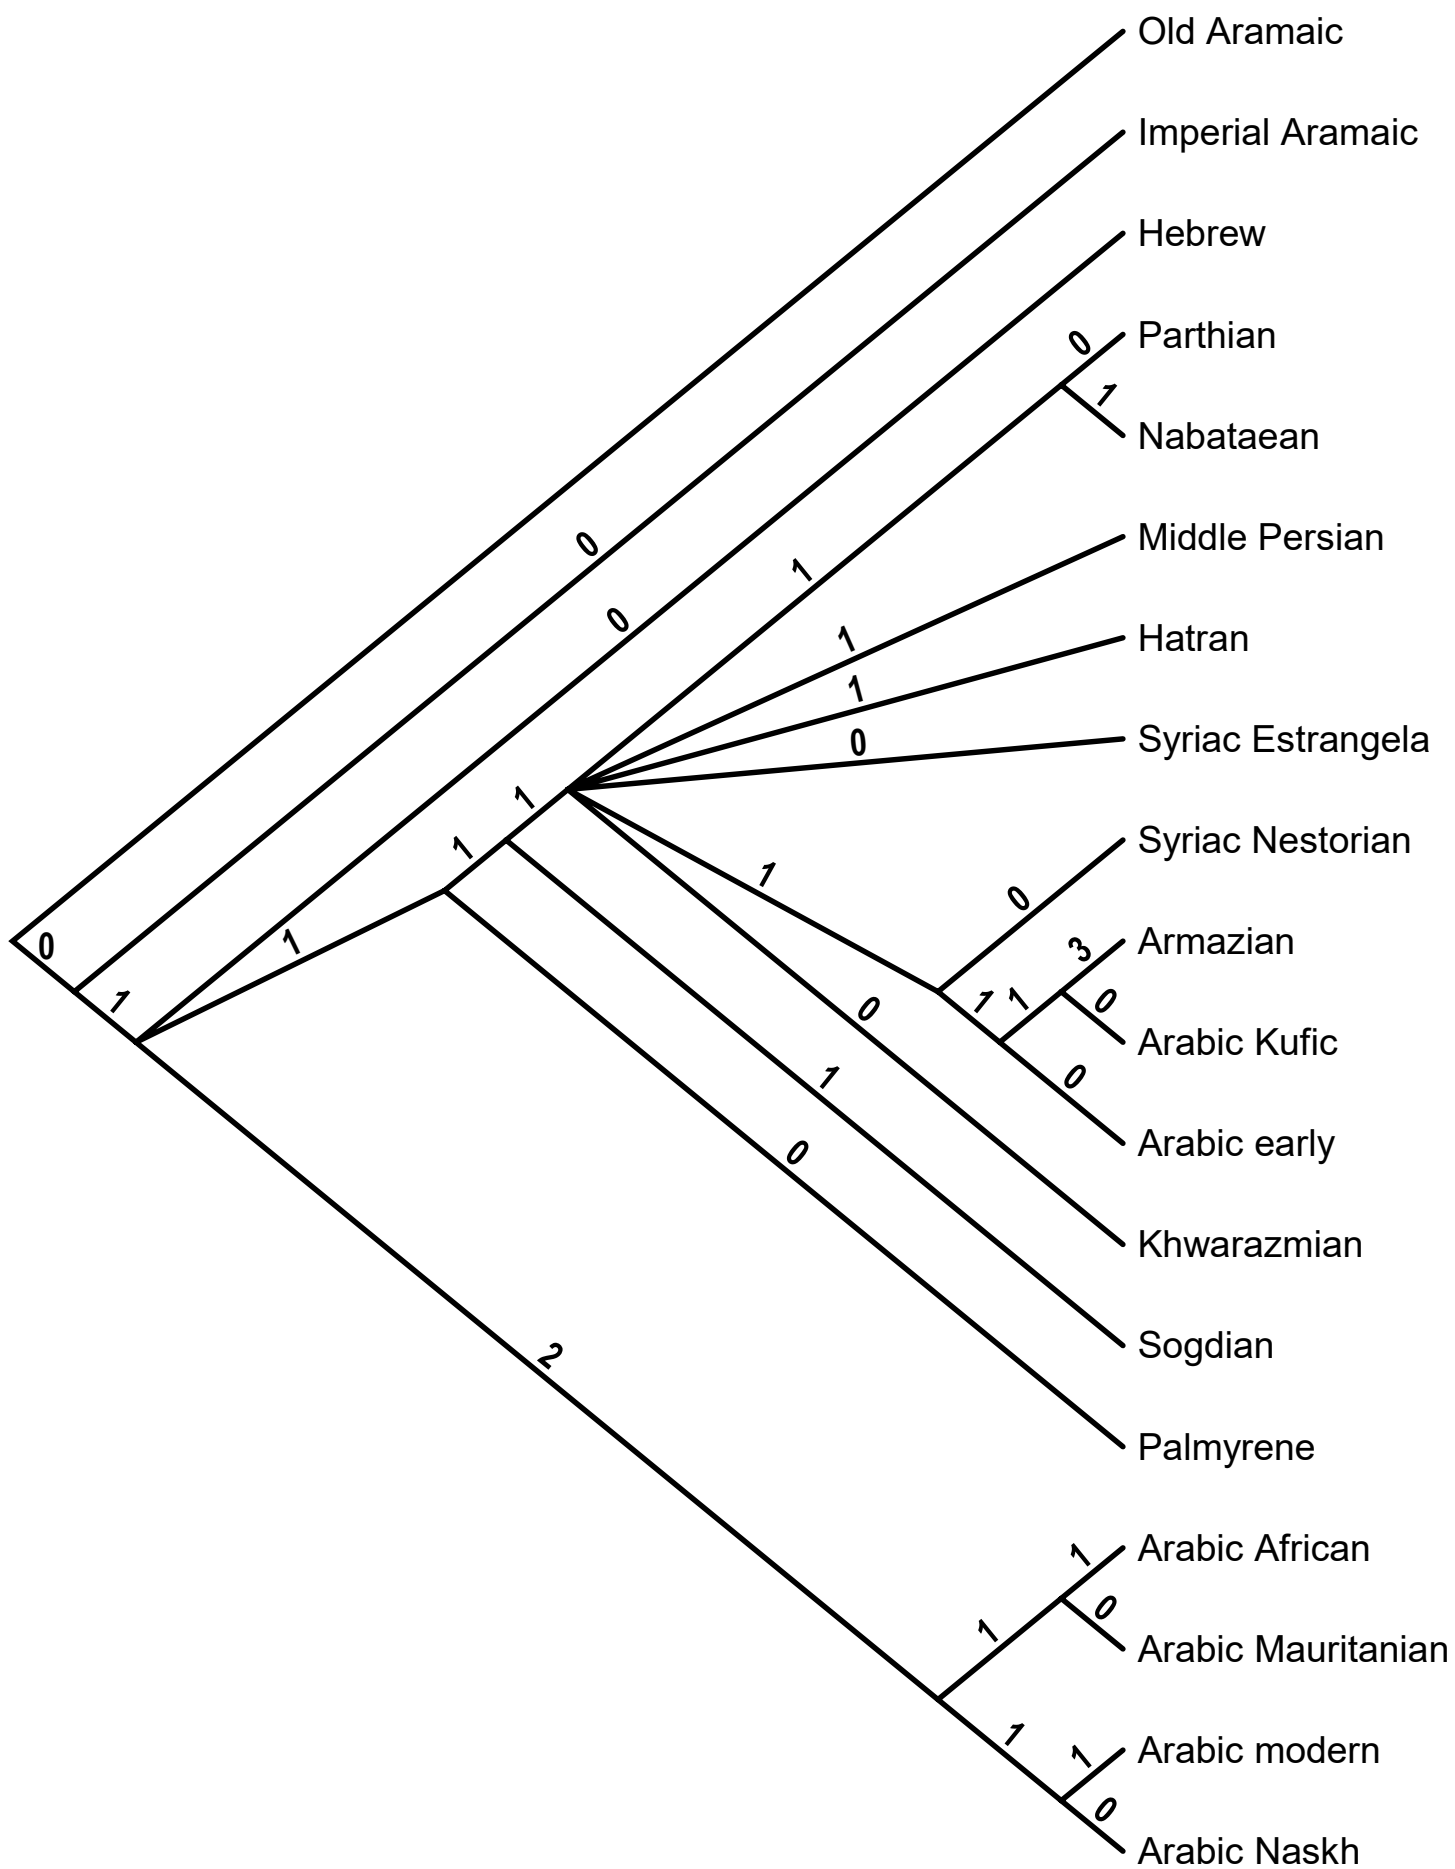 Old Aramaic
Imperial Aramaic
Hebrew
0
Parthian
1
Nabataean
0
Middle Persian
1
0
Hatran
1
1
Syriac Estrangela
0
1
1
Syriac Nestorian
1
0
0
1
Armazian
3
1
1
1
0
0
Arabic Kufic
0
1
Arabic early
0
Khwarazmian
Sogdian
2
Palmyrene
1
Arabic African
0
1
Arabic Mauritanian
1
1
Arabic modern
0
Arabic Naskh